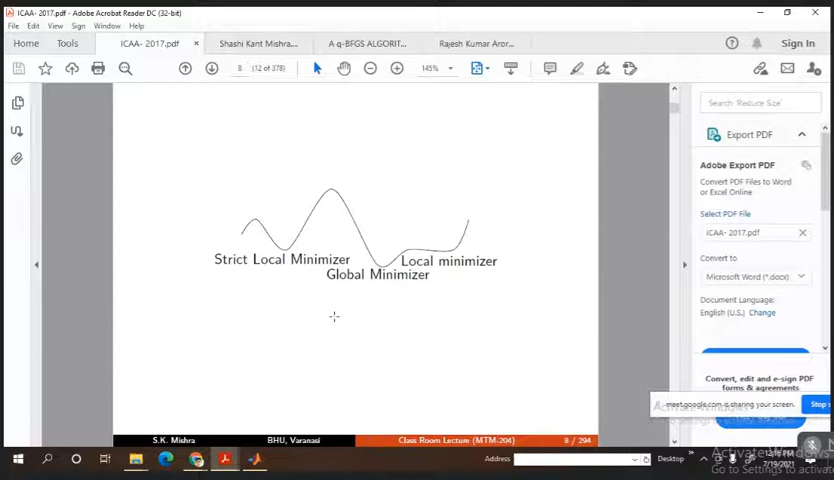 ICAA- 2017.pdf - Adobe Acrobat Reader DC (32-bit)
File Edit View Sign Window Help
Home Tools ICAA- 2017.pdf × Shashi Kant Mishra... A q-BFGS ALGORIT... Rajesh Kumar Aror... Sign In
8 (12 of 378) 145%
Search 'Reduce Size'
Export PDF
Adobe Export PDF
Convert PDF Files to Word
or Excel Online
Select PDF File
ICAA- 2017.pdf
Convert to
Microsoft Word (*.docx)
Document Language:
English (U.S.) Change
Convert, edit and e-sign PDF
forms & agreements
Strict Local Minimizer
Local minimizer
Global Minimizer
meet.google.com is sharing your screen. Stop
S.K. Mishra BHU, Varanasi Class Room Lecture (MTM-204) 8 / 294
Activate Windows
Go to Settings to activate
Address Desktop
7/19/2021